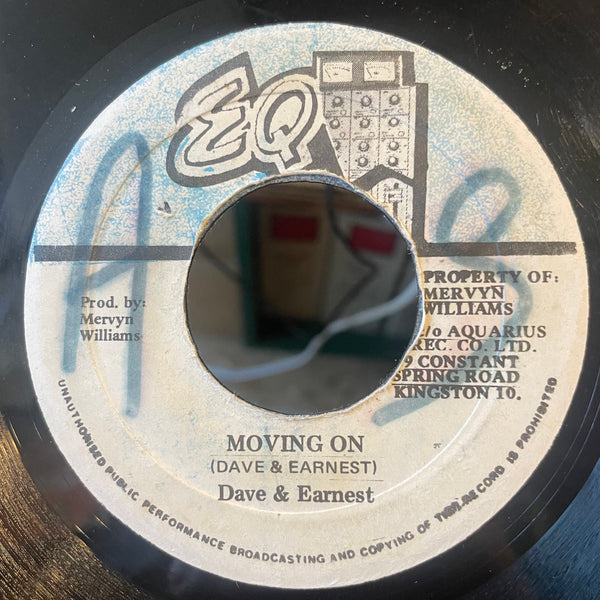 EQ
A S
PROPERTY OF:
MERVYN
WILLIAMS
c/o AQUARIUS
REC. CO. LTD.
9 CONSTANT
SPRING ROAD
KINGSTON 10.
Prod. by:
Mervyn
Williams
MOVING ON
(DAVE & EARNEST)
Dave & Earnest
UNAUTHORISED PUBLIC PERFORMANCE BROADCASTING AND COPYING OF THIS RECORD IS PROHIBITED